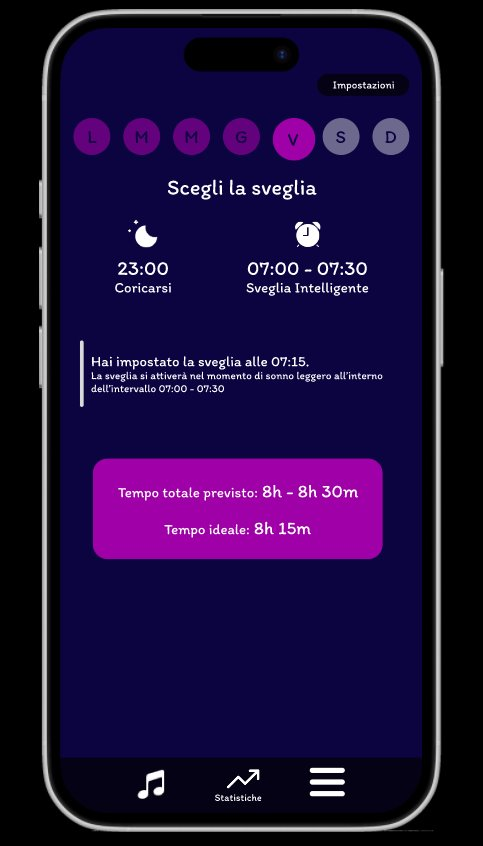 Impostazioni
L M M G V S D
Scegli la sveglia
23:00
Coricarsi
07:00 - 07:30
Sveglia Intelligente
Hai impostato la sveglia alle 07:15.
La sveglia si attiverà nel momento di sonno leggero all'interno
dell'intervallo 07:00 - 07:30
Tempo totale previsto: 8h - 8h 30m
Tempo ideale: 8h 15m
Statistiche